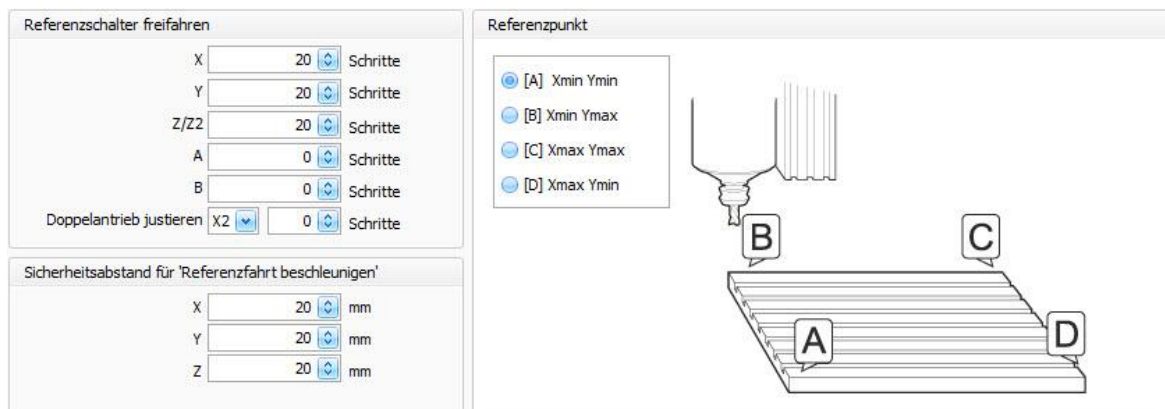 Referenzschalter freifahren
X 20 Schritte
Y 20 Schritte
Z/Z2 20 Schritte
A 0 Schritte
B 0 Schritte
Doppelantrieb justieren X2 0 Schritte
Sicherheitsabstand für 'Referenzfahrt beschleunigen'
X 20 mm
Y 20 mm
Z 20 mm
Referenzpunkt
[A] Xmin Ymin
[B] Xmin Ymax
[C] Xmax Ymax
[D] Xmax Ymin
B C
A D